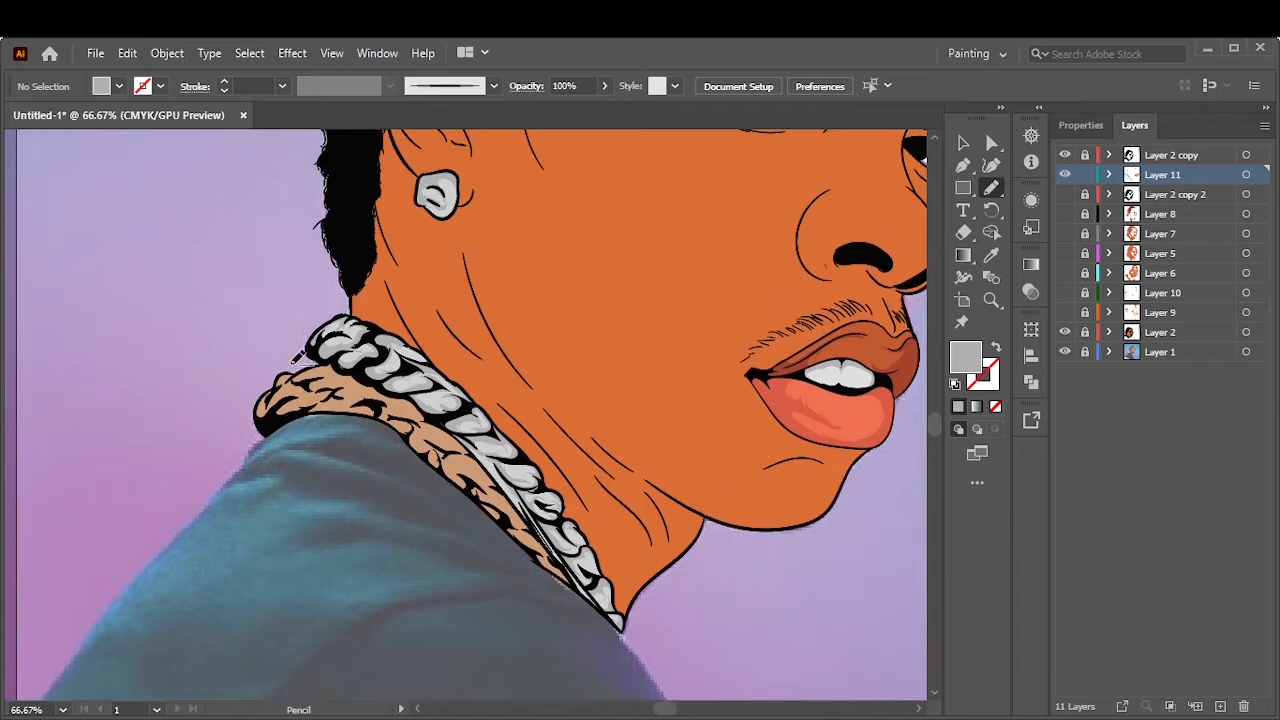 Ai File Edit Object Type Select Effect View Window Help Painting Search Adobe Stock
No Selection Stroke: Opacity: 100% Style: Document Setup Preferences
Untitled-1* @ 66.67% (CMYK/GPU Preview)
Properties Layers
Layer 2 copy
Layer 11
Layer 2 copy 2
Layer 8
Layer 7
Layer 5
Layer 6
Layer 10
Layer 9
Layer 2
Layer 1
66.67% 1 Pencil 11 Layers